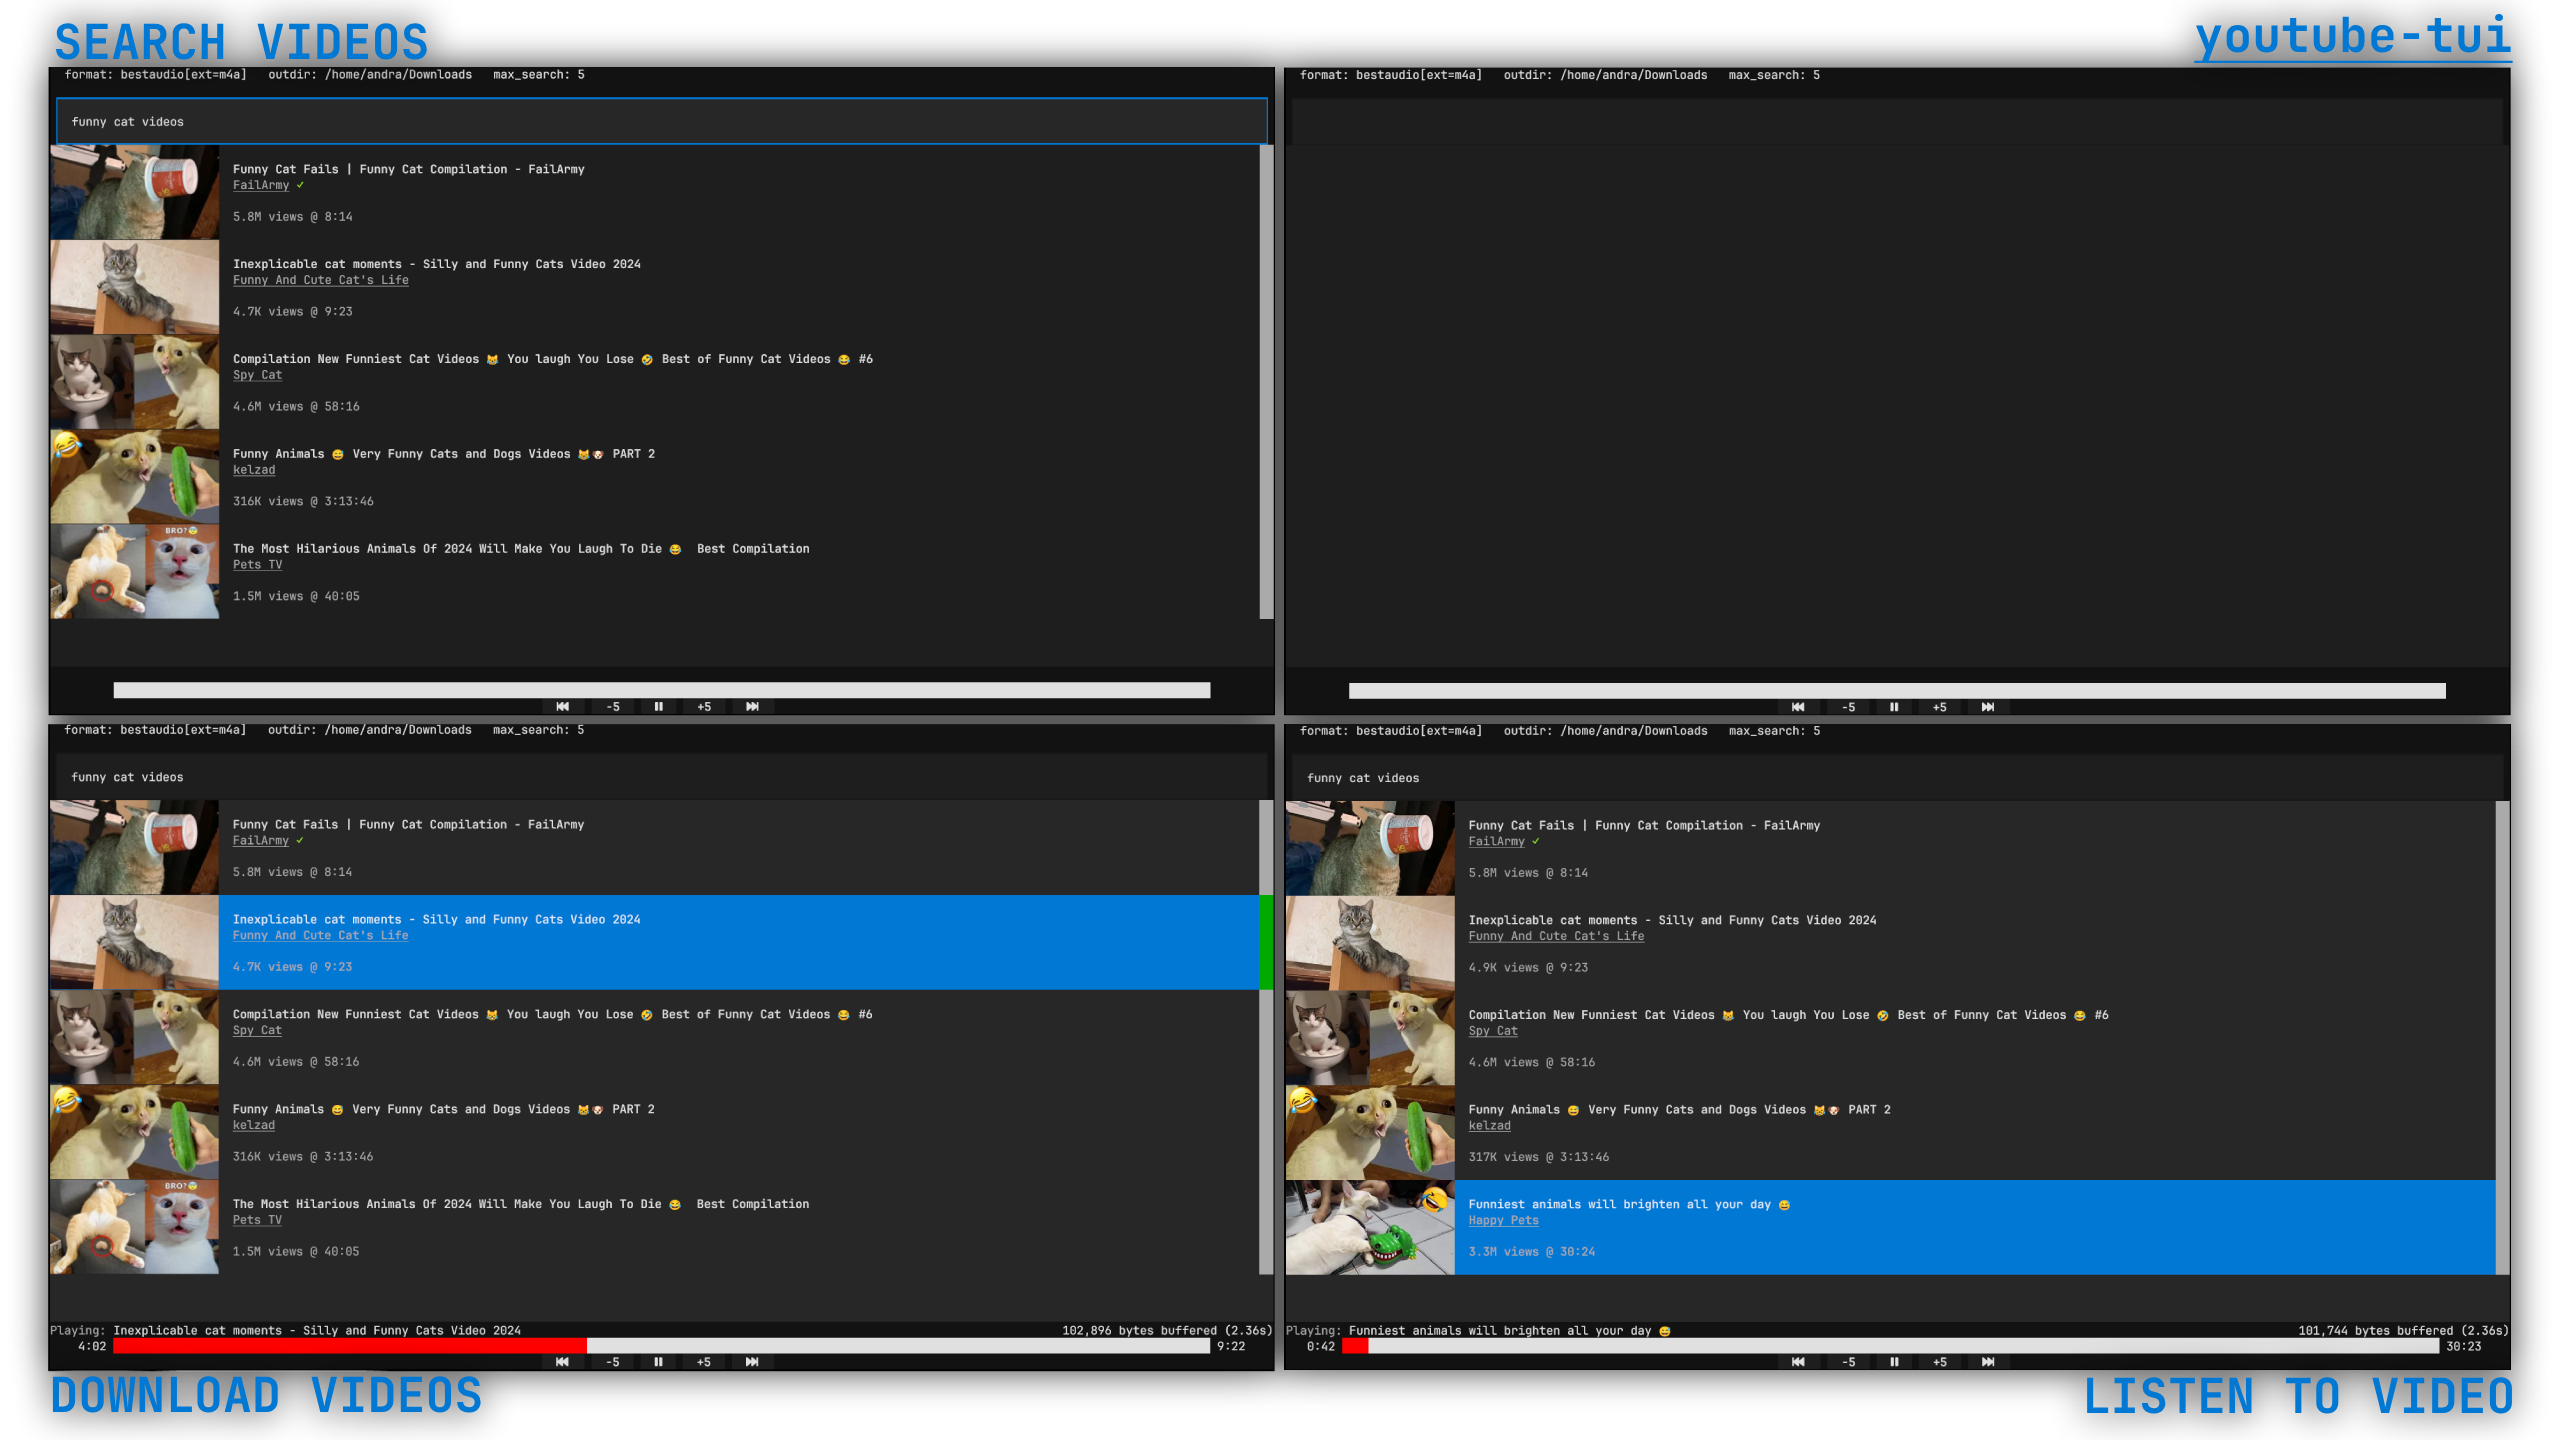 SEARCH VIDEOS
youtube-tui
format: bestaudio[ext=m4a] outdir: /home/andra/Downloads max_search: 5
funny cat videos
Funny Cat Fails | Funny Cat Compilation - FailArmy
FailArmy ✓
5.8M views @ 8:14
Inexplicable cat moments - Silly and Funny Cats Video 2024
Funny And Cute Cat's Life
4.7K views @ 9:23
Compilation New Funniest Cat Videos 😹 You laugh You Lose 🤣 Best of Funny Cat Videos 😂 #6
Spy Cat
4.6M views @ 58:16
Funny Animals 😅 Very Funny Cats and Dogs Videos 😹🐶 PART 2
kelzad
316K views @ 3:13:46
BRO?
The Most Hilarious Animals Of 2024 Will Make You Laugh To Die 😂 Best Compilation
Pets TV
1.5M views @ 40:05
⏮ -5 ⏸ +5 ⏭
format: bestaudio[ext=m4a] outdir: /home/andra/Downloads max_search: 5
⏮ -5 ⏸ +5 ⏭
format: bestaudio[ext=m4a] outdir: /home/andra/Downloads max_search: 5
funny cat videos
Funny Cat Fails | Funny Cat Compilation - FailArmy
FailArmy ✓
5.8M views @ 8:14
Inexplicable cat moments - Silly and Funny Cats Video 2024
Funny And Cute Cat's Life
4.7K views @ 9:23
Compilation New Funniest Cat Videos 😹 You laugh You Lose 🤣 Best of Funny Cat Videos 😂 #6
Spy Cat
4.6M views @ 58:16
Funny Animals 😅 Very Funny Cats and Dogs Videos 😹🐶 PART 2
kelzad
316K views @ 3:13:46
BRO?
The Most Hilarious Animals Of 2024 Will Make You Laugh To Die 😂 Best Compilation
Pets TV
1.5M views @ 40:05
Playing: Inexplicable cat moments - Silly and Funny Cats Video 2024 102,896 bytes buffered (2.36s)
4:02 9:22
⏮ -5 ⏸ +5 ⏭
format: bestaudio[ext=m4a] outdir: /home/andra/Downloads max_search: 5
funny cat videos
Funny Cat Fails | Funny Cat Compilation - FailArmy
FailArmy ✓
5.8M views @ 8:14
Inexplicable cat moments - Silly and Funny Cats Video 2024
Funny And Cute Cat's Life
4.9K views @ 9:23
Compilation New Funniest Cat Videos 😹 You laugh You Lose 🤣 Best of Funny Cat Videos 😂 #6
Spy Cat
4.6M views @ 58:16
Funny Animals 😅 Very Funny Cats and Dogs Videos 😹🐶 PART 2
kelzad
317K views @ 3:13:46
Funniest animals will brighten all your day 😅
Happy Pets
3.3M views @ 30:24
Playing: Funniest animals will brighten all your day 😅 101,744 bytes buffered (2.36s)
0:42 30:23
⏮ -5 ⏸ +5 ⏭
DOWNLOAD VIDEOS
LISTEN TO VIDEO